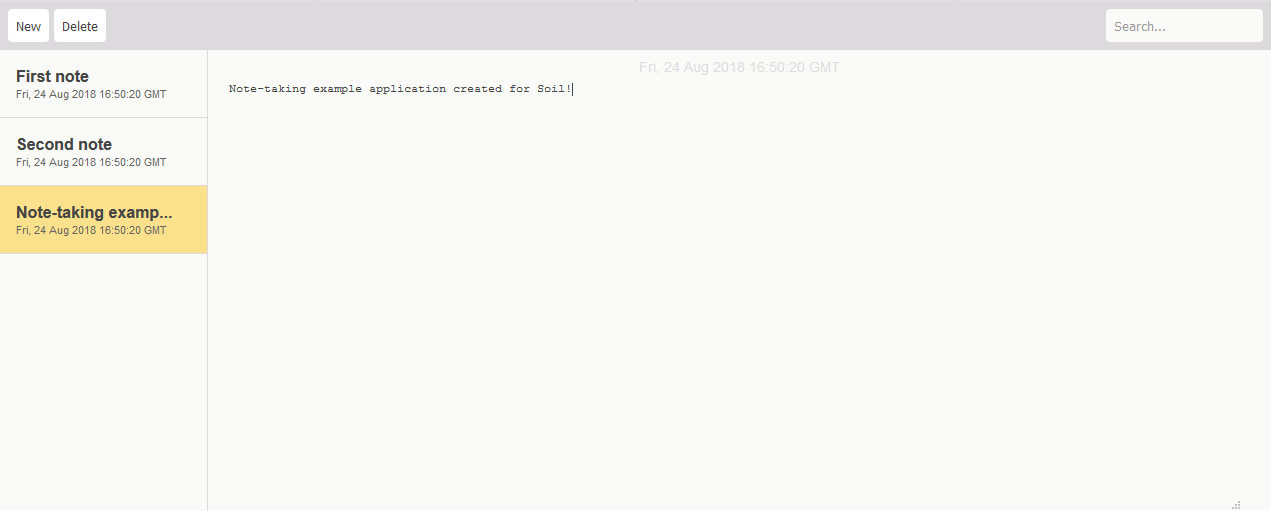 New Delete Search...
First note
Fri, 24 Aug 2018 16:50:20 GMT
Second note
Fri, 24 Aug 2018 16:50:20 GMT
Note-taking examp...
Fri, 24 Aug 2018 16:50:20 GMT
Fri, 24 Aug 2018 16:50:20 GMT
Note-taking example application created for Soil!